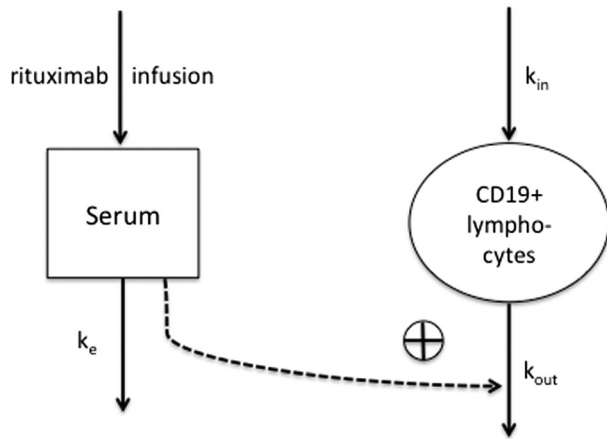 rituximab infusion
k_in
Serum
CD19+
lympho-
cytes
k_e
k_out